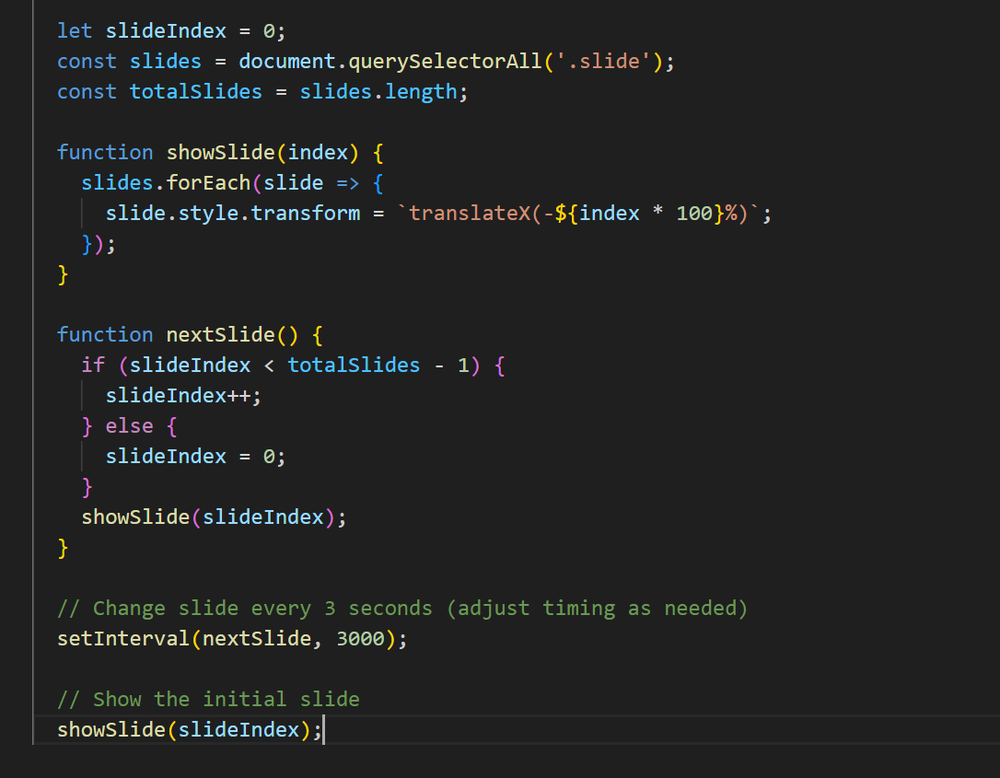 let slideIndex = 0;
const slides = document.querySelectorAll('.slide');
const totalSlides = slides.length;

function showSlide(index) {
  slides.forEach(slide => {
    slide.style.transform = `translateX(-${index * 100}%)`;
  });
}

function nextSlide() {
  if (slideIndex < totalSlides - 1) {
    slideIndex++;
  } else {
    slideIndex = 0;
  }
  showSlide(slideIndex);
}

// Change slide every 3 seconds (adjust timing as needed)
setInterval(nextSlide, 3000);

// Show the initial slide
showSlide(slideIndex);